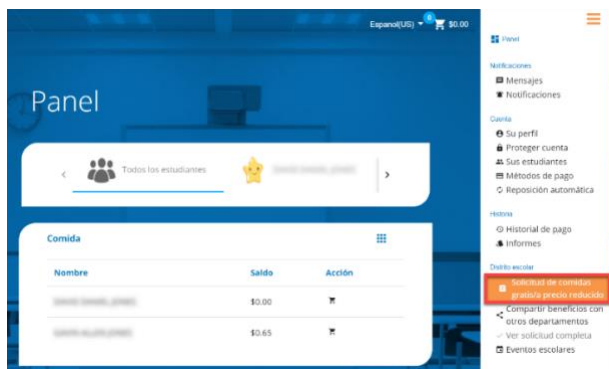 Espanol(US) 0 $0.00
Panel
Todos los estudiantes
Comida
Nombre Saldo Acción
$0.00
$0.65
Panel
Notificaciones
Mensajes
Notificaciones
Cuenta
Su perfil
Proteger cuenta
Sus estudiantes
Métodos de pago
Reposición automática
Historia
Historial de pago
Informes
Distrito escolar
Solicitud de comidas
gratis/a precio reducido
Compartir beneficios con
otros departamentos
Ver solicitud completa
Eventos escolares